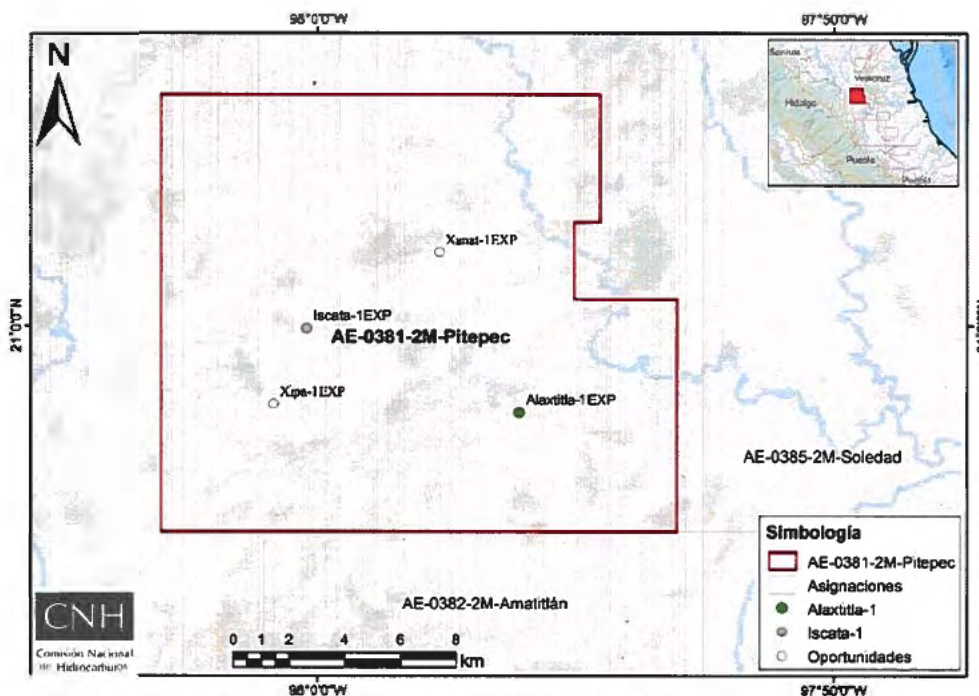 98°0'0"W
97°50'0"W
N
Veracruz
Hidalgo
Puebla
Xanat-1EXP
Iscata-1EXP
AE-0381-2M-Pitepec
Xipa-1EXP
Alaxtitla-1EXP
21°0'0"N
AE-0385-2M-Soledad
AE-0382-2M-Amatitlán
Simbología
AE-0381-2M-Pitepec
Asignaciones
Alaxtitla-1
Iscata-1
Oportunidades
CNH
Comisión Nacional
de Hidrocarburos
0 1 2 4 6 8
km
98°0'0"W
97°50'0"W